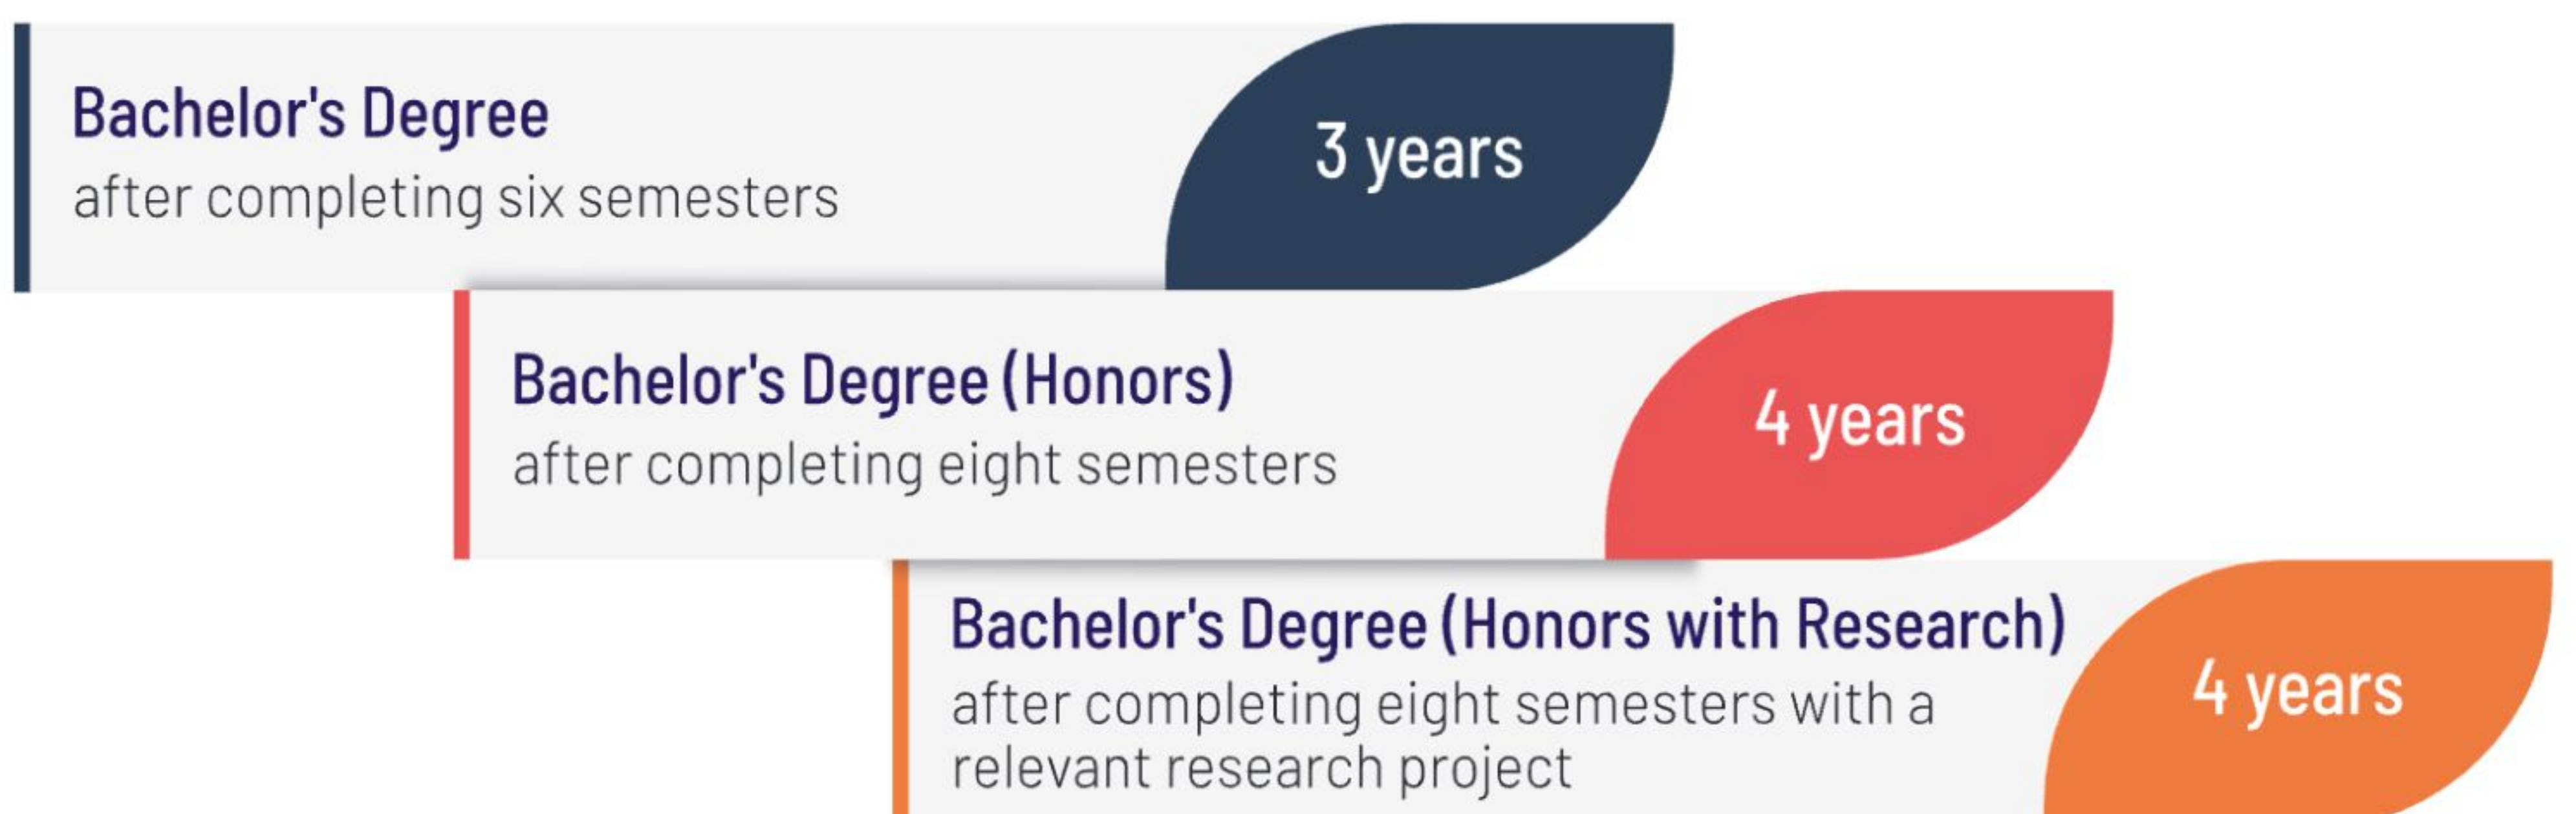 Bachelor's Degree
after completing six semesters
3 years
Bachelor's Degree (Honors)
after completing eight semesters
4 years
Bachelor's Degree (Honors with Research)
after completing eight semesters with a
relevant research project
4 years